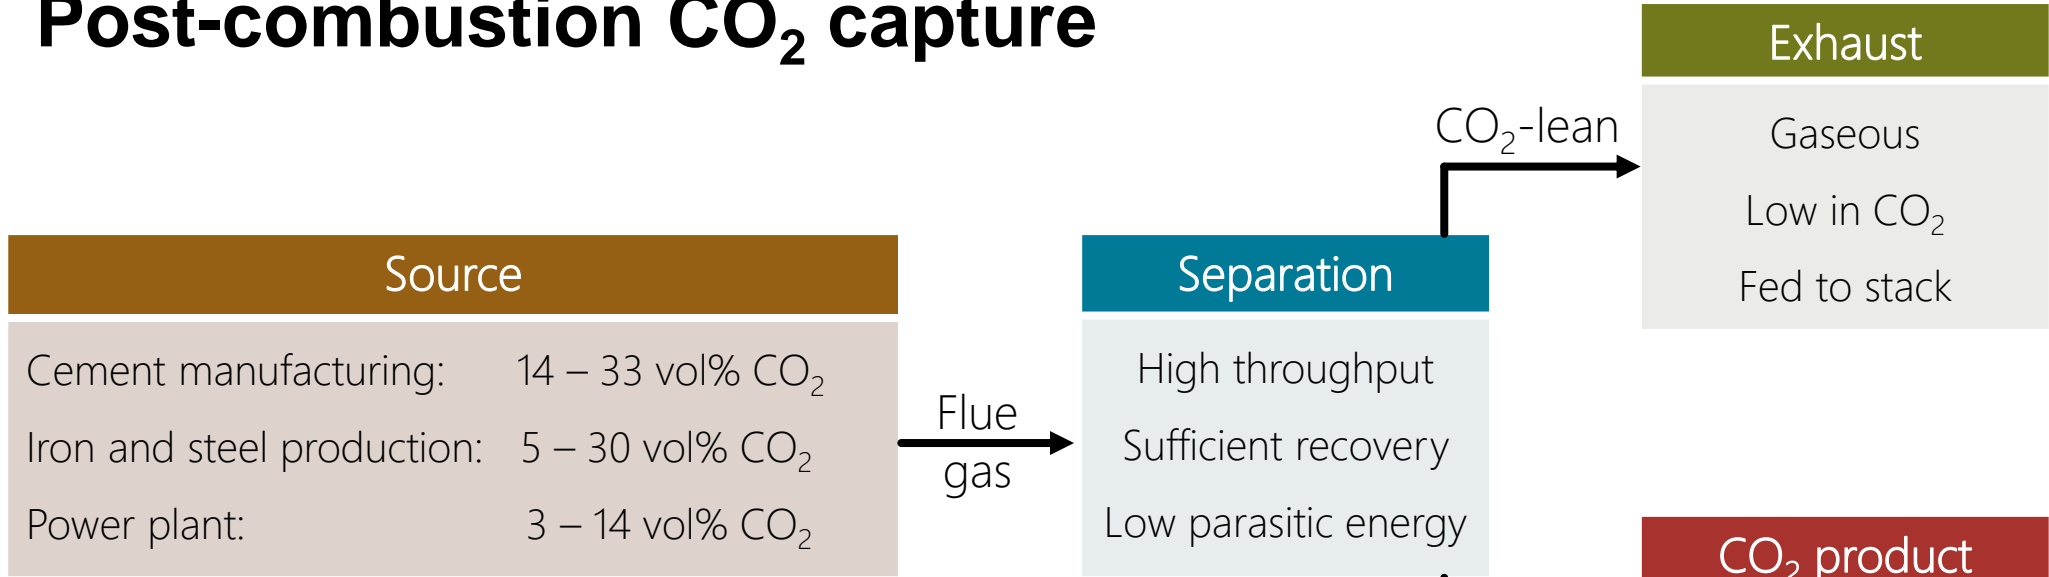 Post-combustion CO₂ capture
Exhaust
CO₂-lean
Gaseous
Low in CO₂
Fed to stack
Source
Cement manufacturing: 14 – 33 vol% CO₂
Iron and steel production: 5 – 30 vol% CO₂
Power plant: 3 – 14 vol% CO₂
Flue
gas
Separation
High throughput
Sufficient recovery
Low parasitic energy
CO₂ product